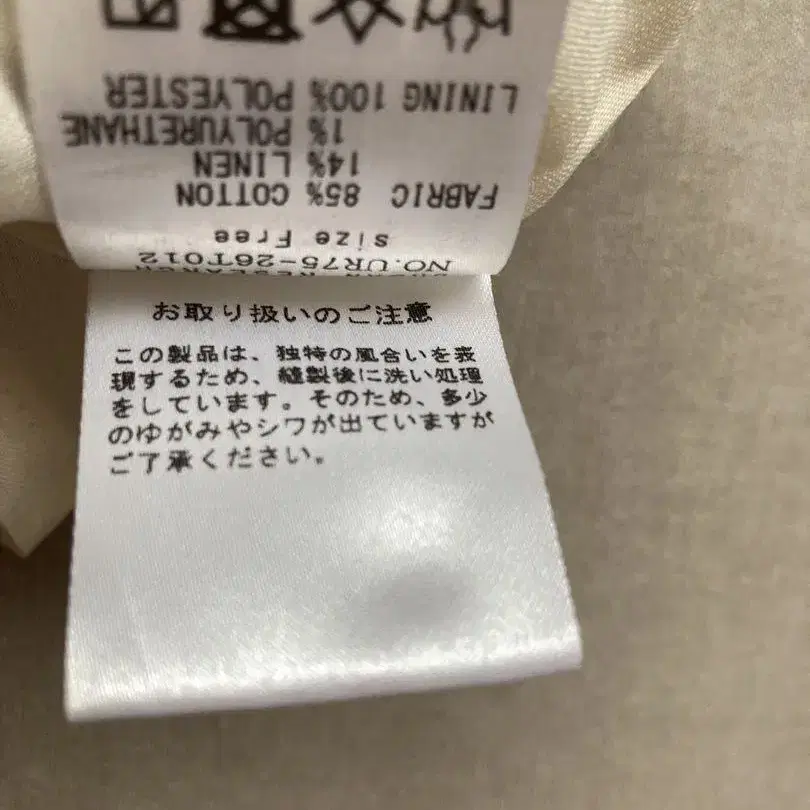 LINING 100% POLYESTER
1% POLYURETHANE
14% LINEN
FABRIC 85% COTTON
size Free
NO.UR75-26T012
お取り扱いのご注意
この製品は、独特の風合いを表
現するため、縫製後に洗い処理
をしています。そのため、多少
のゆがみやシワが出ていますが
ご了承ください。